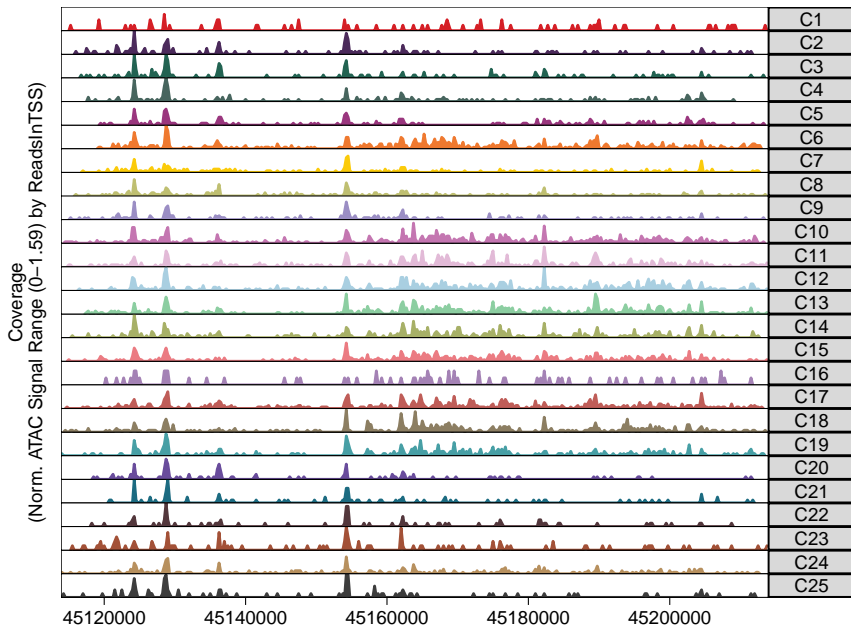 Coverage
(Norm. ATAC Signal Range (0–1.59) by ReadsInTSS)
C1
C2
C3
C4
C5
C6
C7
C8
C9
C10
C11
C12
C13
C14
C15
C16
C17
C18
C19
C20
C21
C22
C23
C24
C25
45120000 45140000 45160000 45180000 45200000